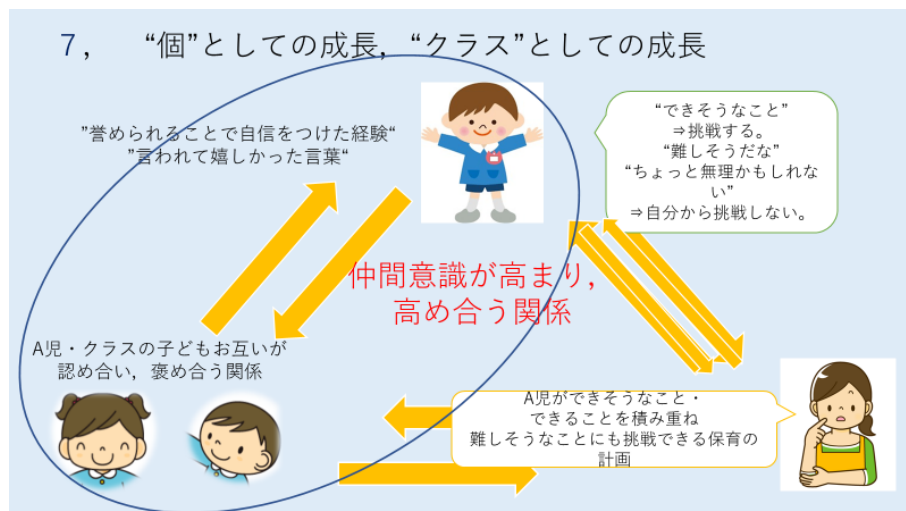 ７，　“個”としての成長，“クラス”としての成長
”誉められることで自信をつけた経験“
”言われて嬉しかった言葉“
“できそうなこと”
⇒挑戦する。
“難しそうだな”
“ちょっと無理かもしれな
い”
⇒自分から挑戦しない。
仲間意識が高まり，
高め合う関係
A児・クラスの子どもお互いが
認め合い，褒め合う関係
A児ができそうなこと・
できることを積み重ね
難しそうなことにも挑戦できる保育の
計画